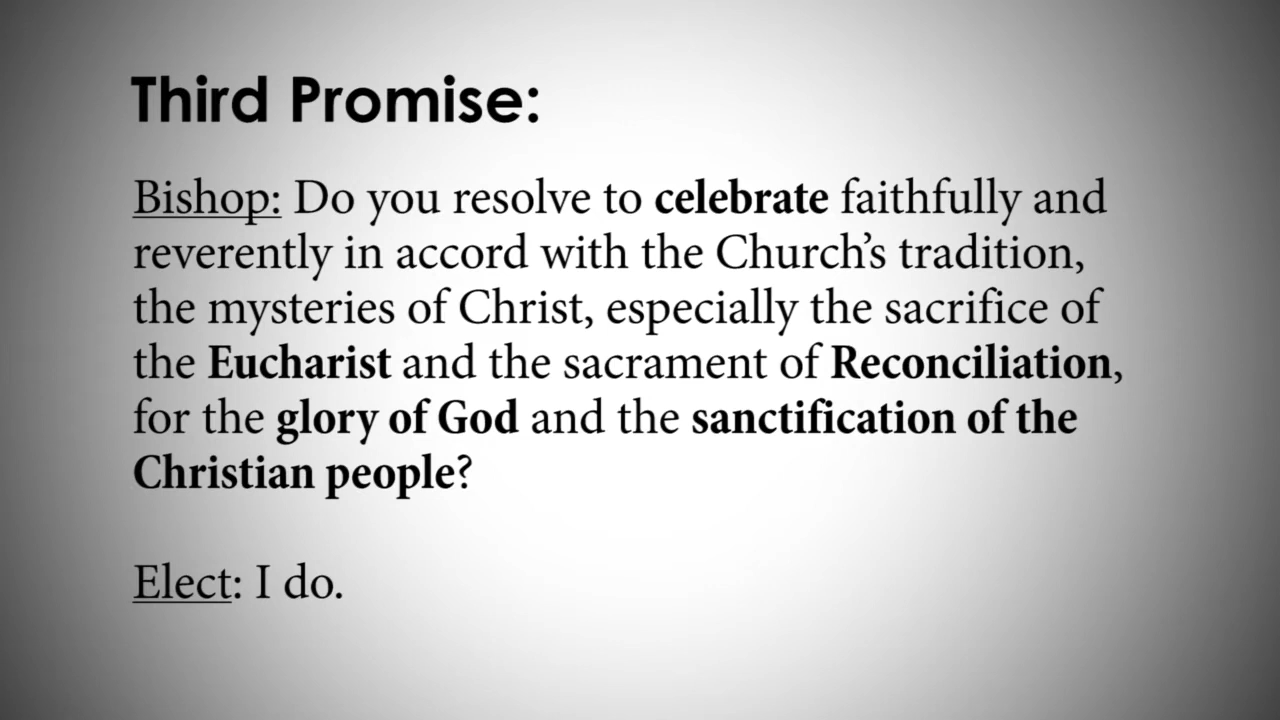 Third Promise:
Bishop: Do you resolve to celebrate faithfully and
reverently in accord with the Church’s tradition,
the mysteries of Christ, especially the sacrifice of
the Eucharist and the sacrament of Reconciliation,
for the glory of God and the sanctification of the
Christian people?
Elect: I do.